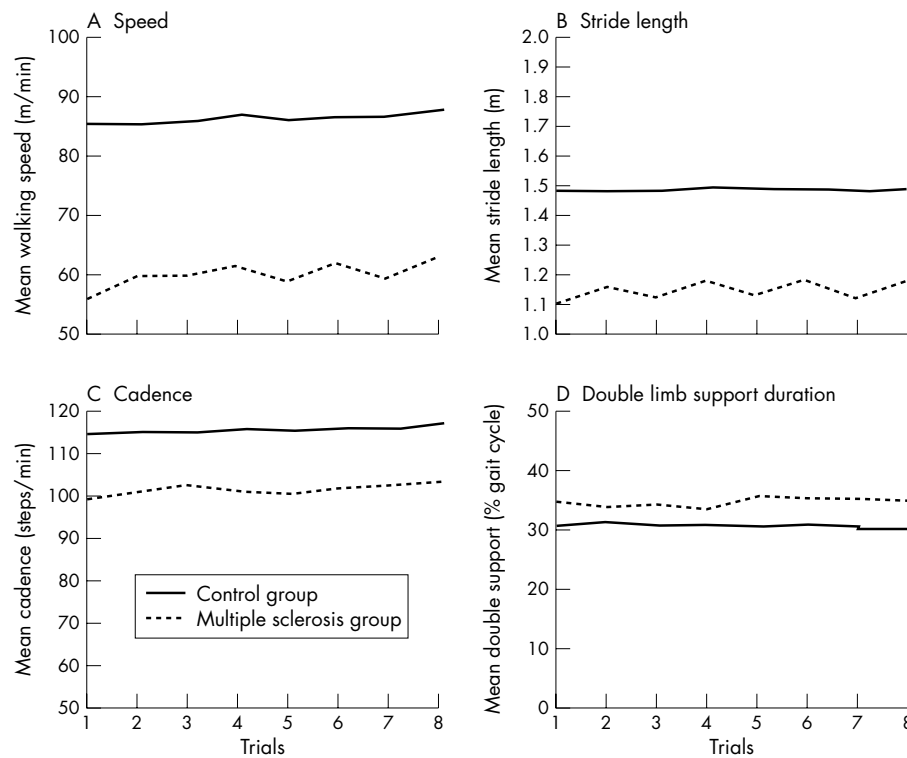 A Speed
Mean walking speed (m/min)
100
90
80
70
60
50
B Stride length
Mean stride length (m)
2.0
1.9
1.8
1.7
1.6
1.5
1.4
1.3
1.2
1.1
1.0
C Cadence
Mean cadence (steps/min)
120
110
100
90
80
70
60
50
Control group
Multiple sclerosis group
1 2 3 4 5 6 7 8
Trials
D Double limb support duration
Mean double support (% gait cycle)
50
40
30
20
10
0
1 2 3 4 5 6 7 8
Trials